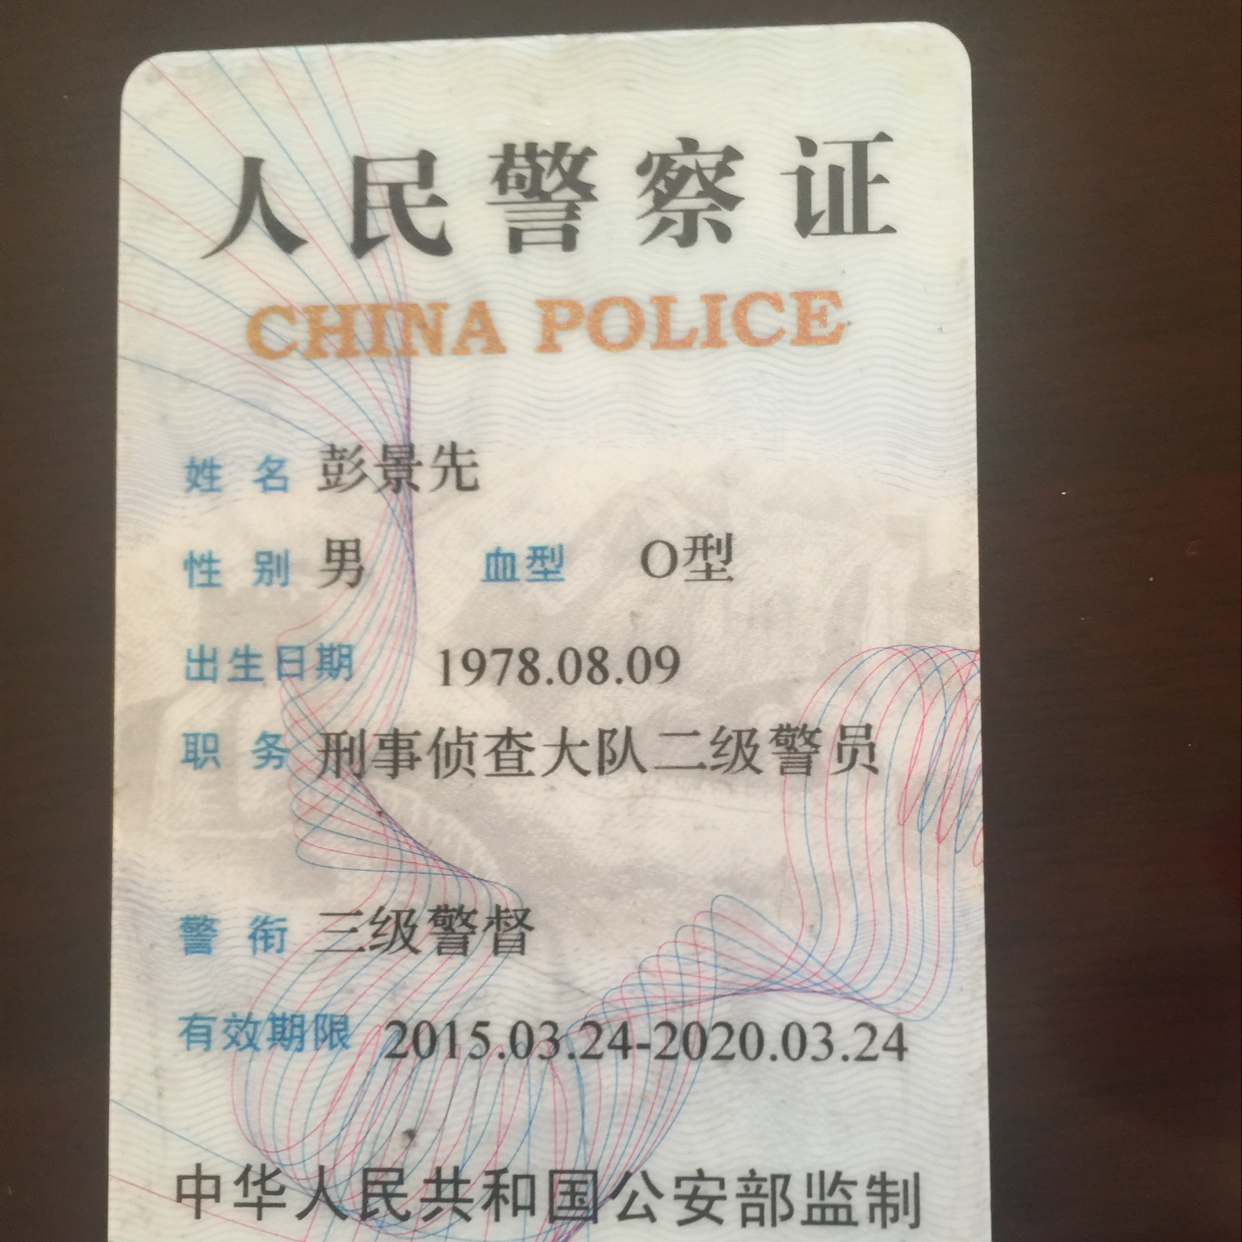 人民警察证
CHINA POLICE
姓 名 彭景先
性 别 男 血型 O型
出生日期 1978.08.09
职 务 刑事侦查大队二级警员
警 衔 三级警督
有效期限 2015.03.24-2020.03.24
中华人民共和国公安部监制